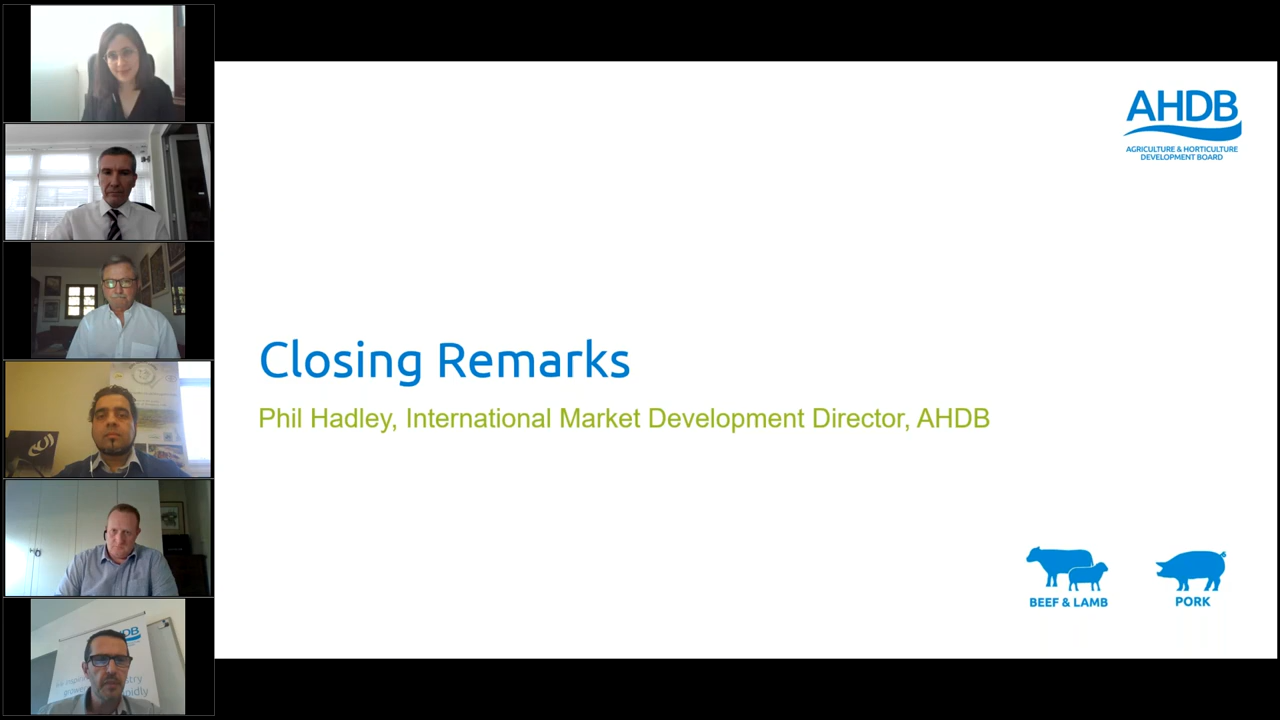 AHDB
AGRICULTURE & HORTICULTURE
DEVELOPMENT BOARD
Closing Remarks
Phil Hadley, International Market Development Director, AHDB
BEEF & LAMB
PORK